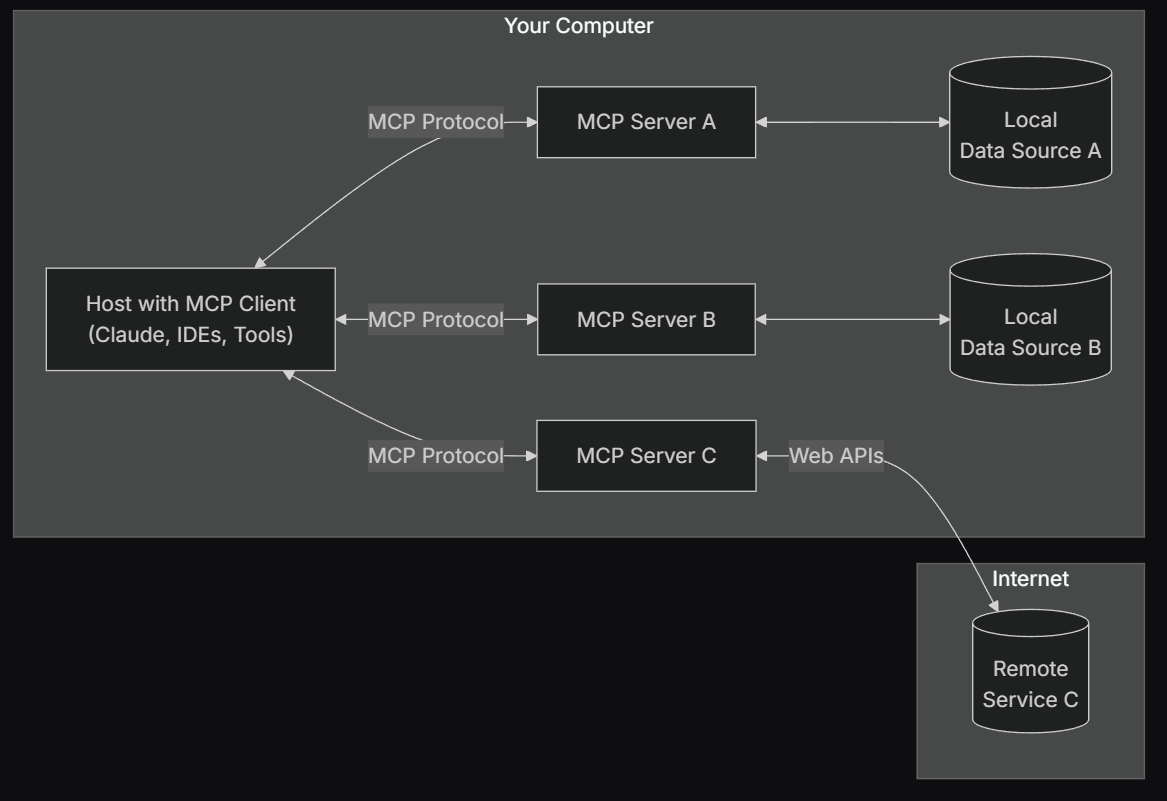 Your Computer
MCP Protocol
MCP Server A
Local
Data Source A
Host with MCP Client
(Claude, IDEs, Tools)
MCP Protocol
MCP Server B
Local
Data Source B
MCP Protocol
MCP Server C
Web APIs
Internet
Remote
Service C